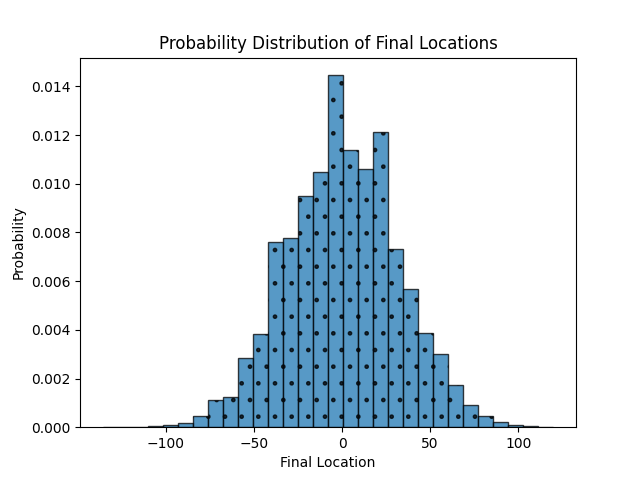 Probability Distribution of Final Locations
0.014
0.012
0.010
0.008
0.006
0.004
0.002
0.000
Probability
−100 −50 0 50 100
Final Location